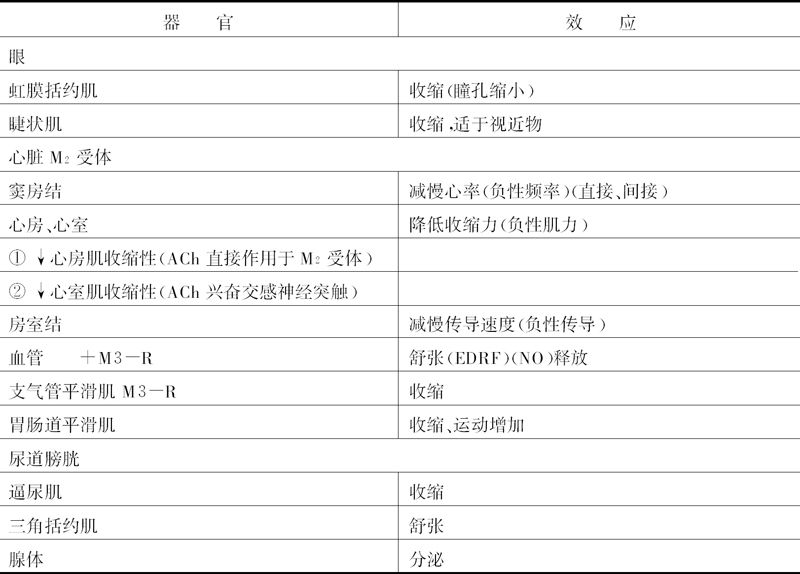 器　官　效　应
眼
虹膜括约肌　收缩(瞳孔缩小)
睫状肌　收缩,适于视近物
心脏 M₂ 受体
窦房结　减慢心率(负性频率)(直接、间接)
心房、心室　降低收缩力(负性肌力)
① ↓心房肌收缩性(ACh 直接作用于 M₂ 受体)
② ↓心室肌收缩性(ACh 兴奋交感神经突触)
房室结　减慢传导速度(负性传导)
血管　+M3-R　舒张(EDRF)(NO)释放
支气管平滑肌 M3-R　收缩
胃肠道平滑肌　收缩、运动增加
尿道膀胱
逼尿肌　收缩
三角括约肌　舒张
腺体　分泌